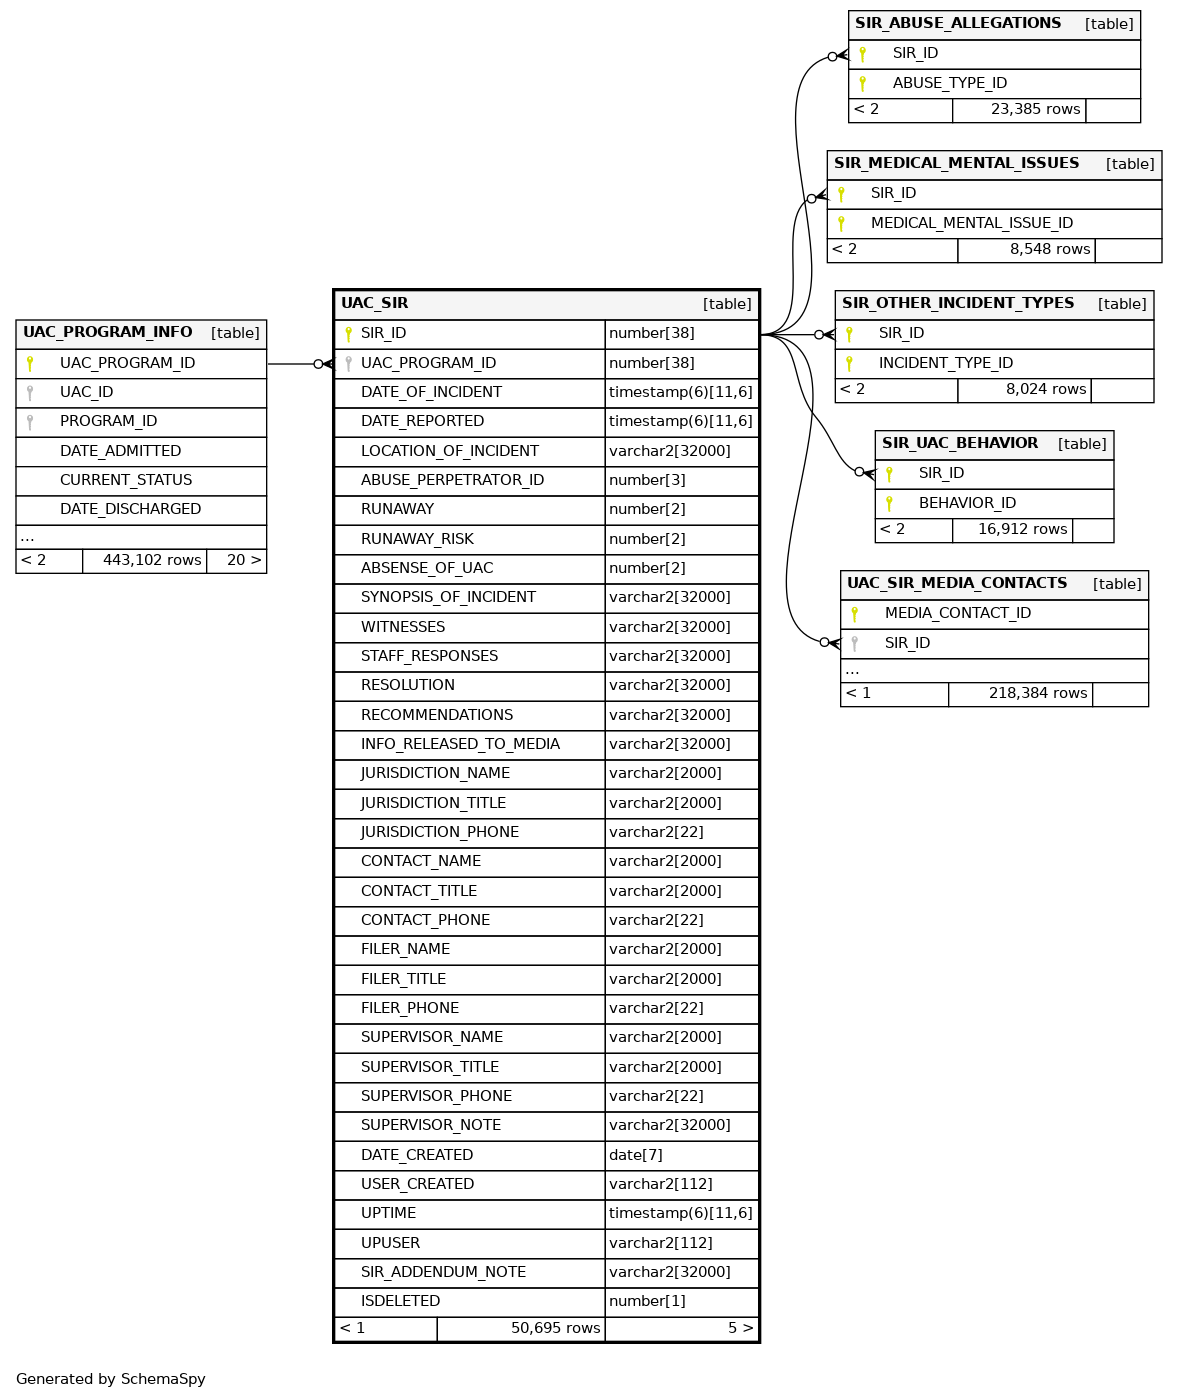 SIR_ABUSE_ALLEGATIONS [table]
SIR_ID
ABUSE_TYPE_ID
< 2 23,385 rows
SIR_MEDICAL_MENTAL_ISSUES [table]
SIR_ID
MEDICAL_MENTAL_ISSUE_ID
< 2 8,548 rows
SIR_OTHER_INCIDENT_TYPES [table]
SIR_ID
INCIDENT_TYPE_ID
< 2 8,024 rows
SIR_UAC_BEHAVIOR [table]
SIR_ID
BEHAVIOR_ID
< 2 16,912 rows
UAC_SIR_MEDIA_CONTACTS [table]
MEDIA_CONTACT_ID
SIR_ID
...
< 1 218,384 rows
UAC_PROGRAM_INFO [table]
UAC_PROGRAM_ID
UAC_ID
PROGRAM_ID
DATE_ADMITTED
CURRENT_STATUS
DATE_DISCHARGED
...
< 2 443,102 rows 20 >
UAC_SIR [table]
SIR_ID number[38]
UAC_PROGRAM_ID number[38]
DATE_OF_INCIDENT timestamp(6)[11,6]
DATE_REPORTED timestamp(6)[11,6]
LOCATION_OF_INCIDENT varchar2[32000]
ABUSE_PERPETRATOR_ID number[3]
RUNAWAY number[2]
RUNAWAY_RISK number[2]
ABSENSE_OF_UAC number[2]
SYNOPSIS_OF_INCIDENT varchar2[32000]
WITNESSES varchar2[32000]
STAFF_RESPONSES varchar2[32000]
RESOLUTION varchar2[32000]
RECOMMENDATIONS varchar2[32000]
INFO_RELEASED_TO_MEDIA varchar2[32000]
JURISDICTION_NAME varchar2[2000]
JURISDICTION_TITLE varchar2[2000]
JURISDICTION_PHONE varchar2[22]
CONTACT_NAME varchar2[2000]
CONTACT_TITLE varchar2[2000]
CONTACT_PHONE varchar2[22]
FILER_NAME varchar2[2000]
FILER_TITLE varchar2[2000]
FILER_PHONE varchar2[22]
SUPERVISOR_NAME varchar2[2000]
SUPERVISOR_TITLE varchar2[2000]
SUPERVISOR_PHONE varchar2[22]
SUPERVISOR_NOTE varchar2[32000]
DATE_CREATED date[7]
USER_CREATED varchar2[112]
UPTIME timestamp(6)[11,6]
UPUSER varchar2[112]
SIR_ADDENDUM_NOTE varchar2[32000]
ISDELETED number[1]
< 1 50,695 rows 5 >
Generated by SchemaSpy